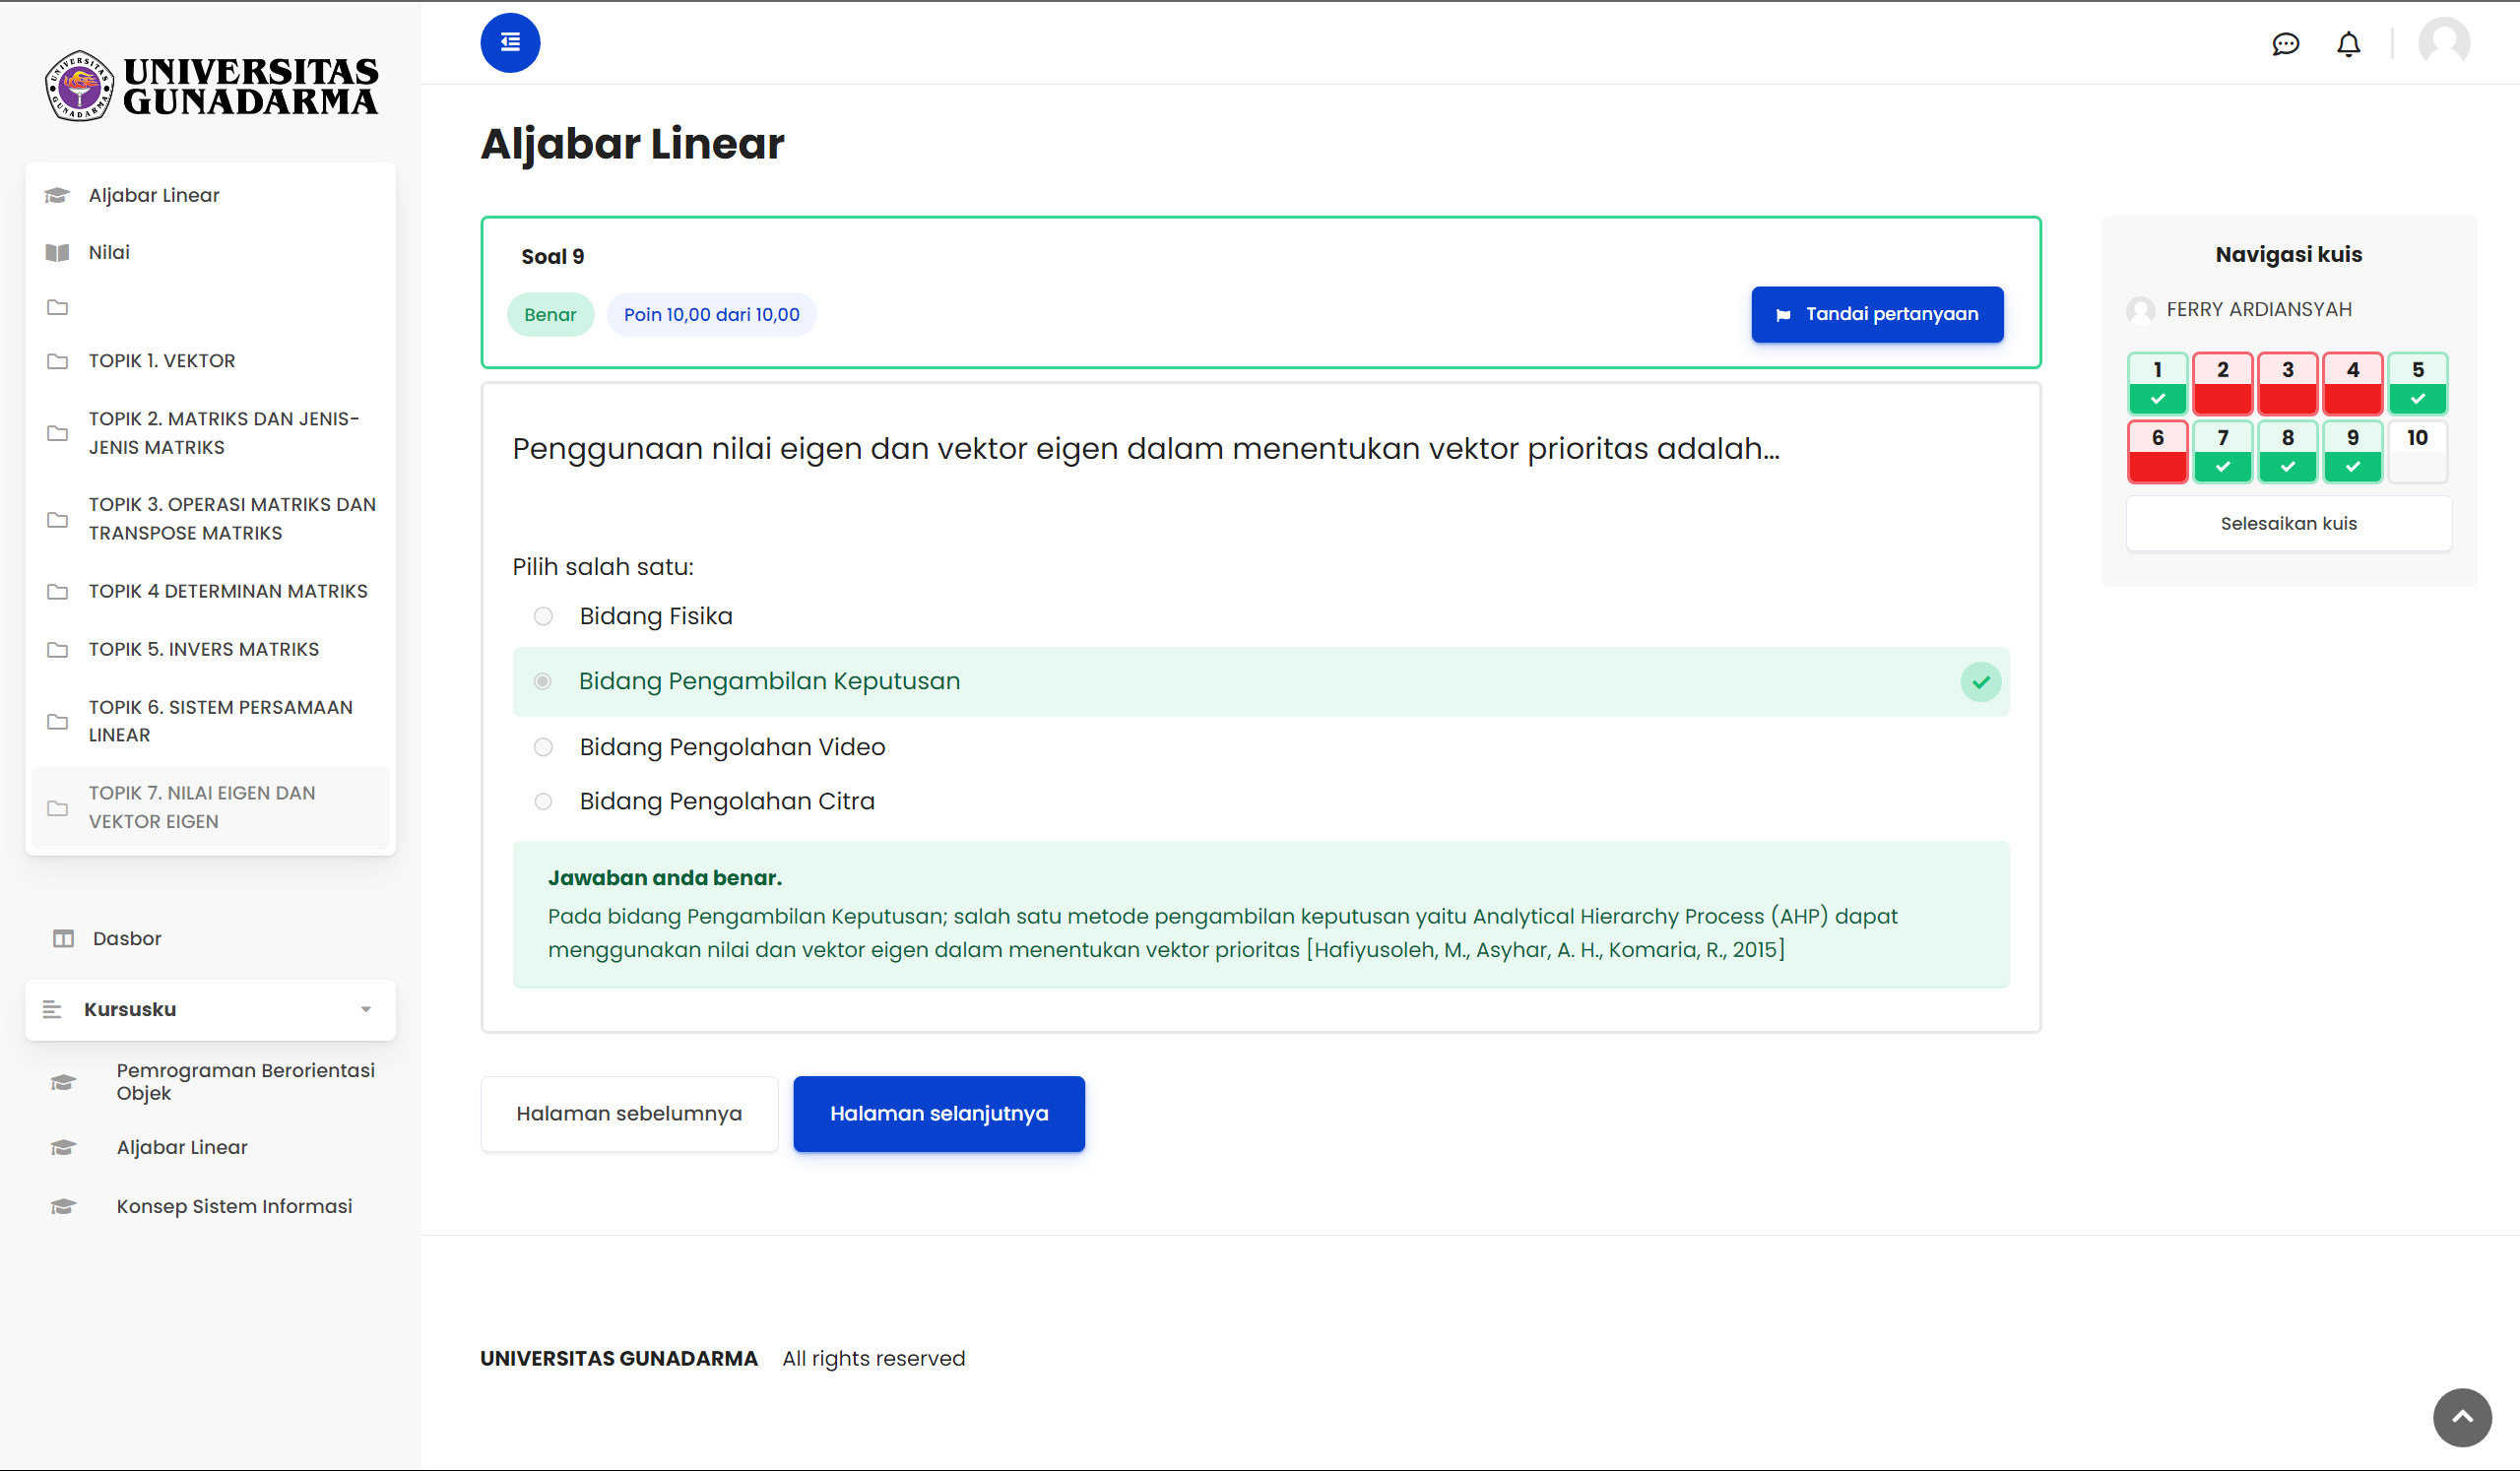 UNIVERSITAS
GUNADARMA
Aljabar Linear
Nilai
TOPIK 1. VEKTOR
TOPIK 2. MATRIKS DAN JENIS-
JENIS MATRIKS
TOPIK 3. OPERASI MATRIKS DAN
TRANSPOSE MATRIKS
TOPIK 4 DETERMINAN MATRIKS
TOPIK 5. INVERS MATRIKS
TOPIK 6. SISTEM PERSAMAAN
LINEAR
TOPIK 7. NILAI EIGEN DAN
VEKTOR EIGEN
Dasbor
Kursusku
Pemrograman Berorientasi
Objek
Aljabar Linear
Konsep Sistem Informasi
Aljabar Linear
Soal 9
Benar
Poin 10,00 dari 10,00
Tandai pertanyaan
Penggunaan nilai eigen dan vektor eigen dalam menentukan vektor prioritas adalah...
Pilih salah satu:
Bidang Fisika
Bidang Pengambilan Keputusan
Bidang Pengolahan Video
Bidang Pengolahan Citra
Jawaban anda benar.
Pada bidang Pengambilan Keputusan; salah satu metode pengambilan keputusan yaitu Analytical Hierarchy Process (AHP) dapat
menggunakan nilai dan vektor eigen dalam menentukan vektor prioritas [Hafiyusoleh, M., Asyhar, A. H., Komaria, R., 2015]
Halaman sebelumnya
Halaman selanjutnya
Navigasi kuis
FERRY ARDIANSYAH
1 2 3 4 5
6 7 8 9 10
Selesaikan kuis
UNIVERSITAS GUNADARMA All rights reserved